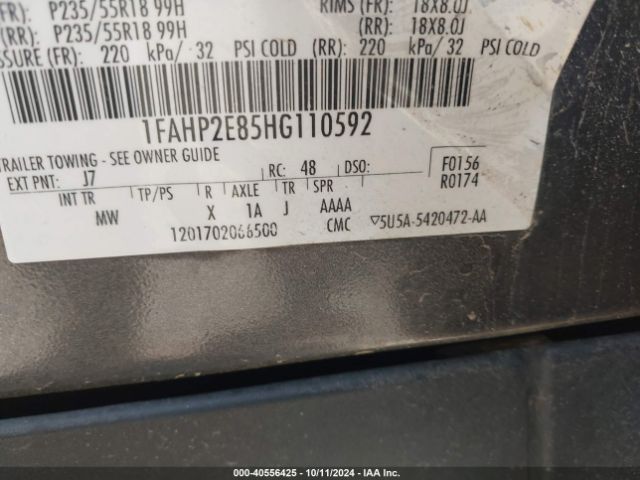 FR): P235/55R18 99H RIMS (FR): 18X8.0J
(RR): P235/55R18 99H (RR): 18X8.0J
SSURE (FR): 220 kPa/ 32 PSI COLD (RR): 220 kPa/ 32 PSI COLD
1FAHP2E85HG110592
TRAILER TOWING - SEE OWNER GUIDE
EXT PNT: J7 RC: 48 DSO: F0156
R0174
INT TR TP/PS R AXLE TR SPR
MW X 1A J AAAA
1201702066500 CMC ▽5U5A-5420472-AA
000-40556425 - 10/11/2024 - IAA Inc.